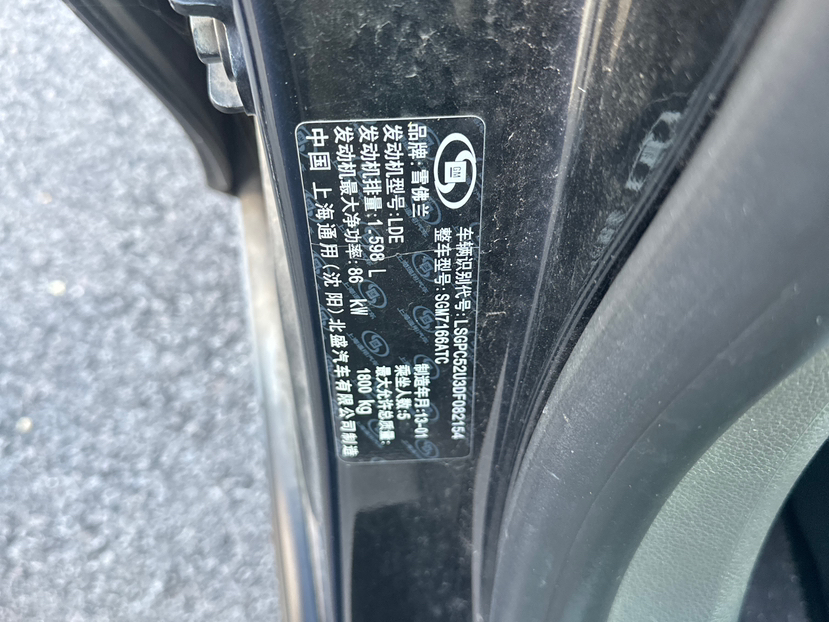 GM
车辆识别代号:LSGPC52U3DF082154
整车型号:SGM7166ATC
品牌:雪佛兰 制造年月:13-01
发动机型号:LDE 乘坐人数:5
发动机排量:1.598 L 最大允许总质量:
发动机最大净功率:86 kW 1800 kg
中国 上海通用(沈阳)北盛汽车有限公司制造